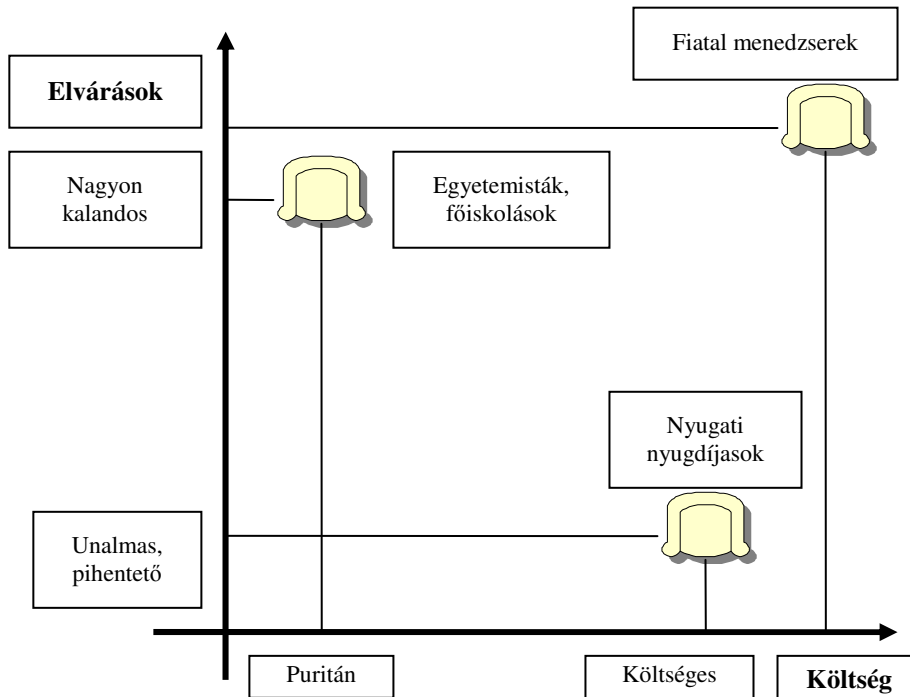 Fiatal menedzserek
Elvárások
Nagyon
kalandos
Egyetemisták,
főiskolások
Nyugati
nyugdíjasok
Unalmas,
pihentető
Puritán
Költséges
Költség